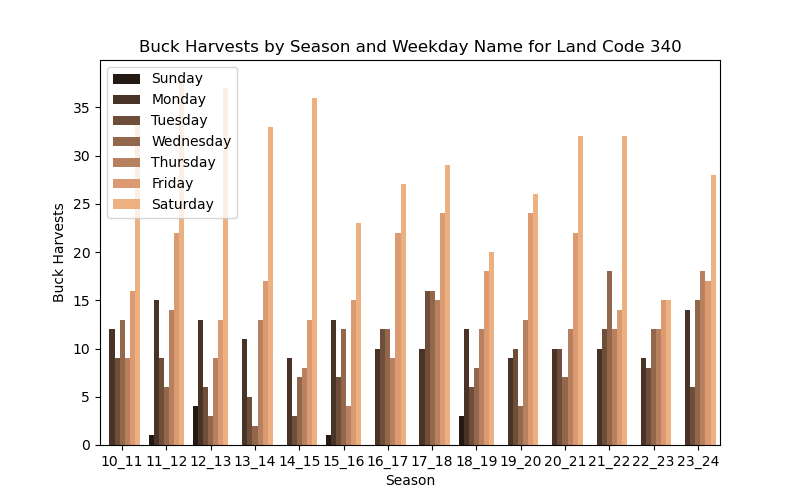 Buck Harvests by Season and Weekday Name for Land Code 340
Sunday
Monday
Tuesday
Wednesday
Thursday
Friday
Saturday
Buck Harvests
35
30
25
20
15
10
5
0
10_11 11_12 12_13 13_14 14_15 15_16 16_17 17_18 18_19 19_20 20_21 21_22 22_23 23_24
Season